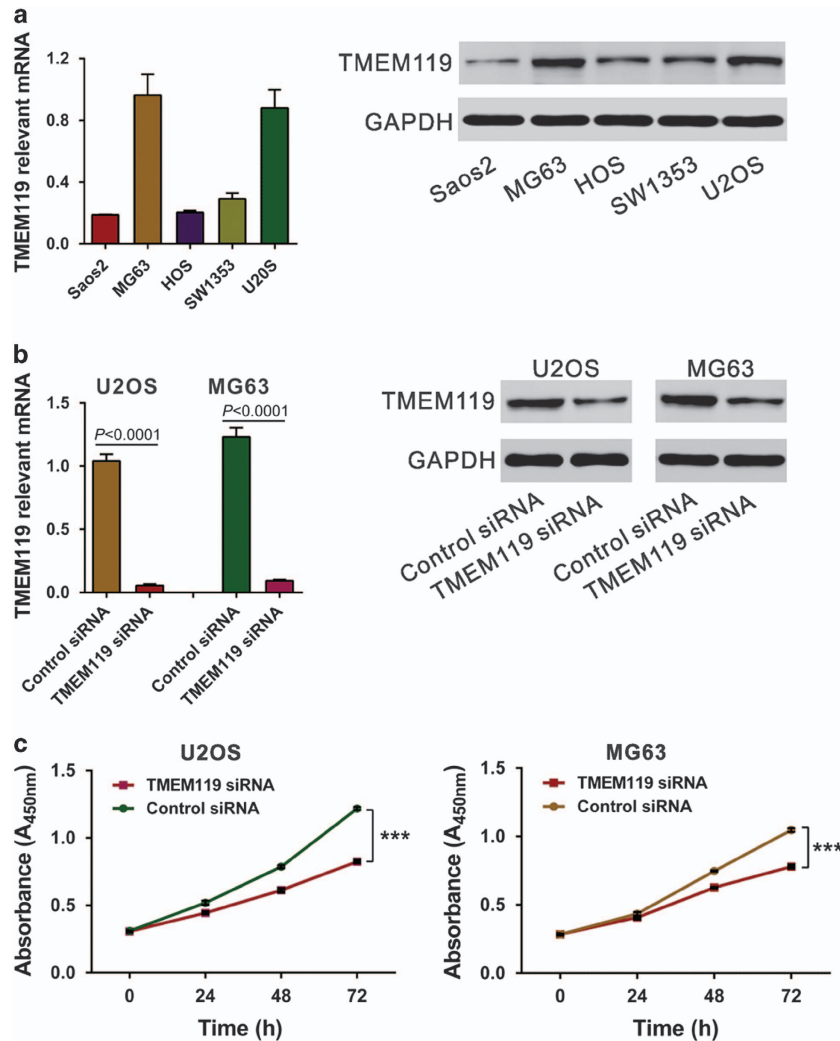 a
TMEM119 relevant mRNA
1.2
0.8
0.4
0.0
Saos2
MG63
HOS
SW1353
U20S
TMEM119
GAPDH
Saos2
MG63
HOS
SW1353
U2OS
b
TMEM119 relevant mRNA
U2OS
MG63
P<0.0001
P<0.0001
1.5
1.0
0.5
0.0
Control siRNA
TMEM119 siRNA
Control siRNA
TMEM119 siRNA
U2OS
MG63
TMEM119
GAPDH
Control siRNA
TMEM119 siRNA
Control siRNA
TMEM119 siRNA
c
U2OS
Absorbance (A450nm)
1.5
1.0
0.5
0.0
TMEM119 siRNA
Control siRNA
***
0 24 48 72
Time (h)
MG63
Absorbance (A450nm)
1.5
1.0
0.5
0.0
TMEM119 siRNA
Control siRNA
***
0 24 48 72
Time (h)